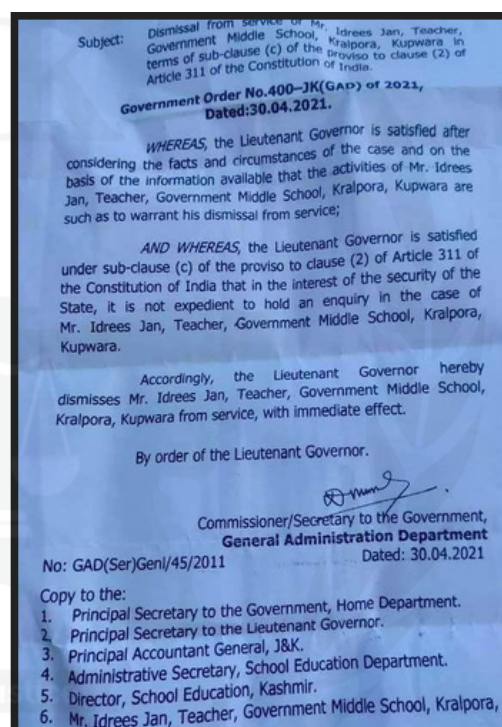 Subject: Dismissal from service of Mr. Idrees Jan, Teacher,
Government Middle School, Kralpora, Kupwara in
terms of sub-clause (c) of the proviso to clause (2) of
Article 311 of the Constitution of India.
Government Order No.400-JK(GAD) of 2021,
Dated:30.04.2021.
WHEREAS, the Lieutenant Governor is satisfied after
considering the facts and circumstances of the case and on the
basis of the information available that the activities of Mr. Idrees
Jan, Teacher, Government Middle School, Kralpora, Kupwara are
such as to warrant his dismissal from service;
AND WHEREAS, the Lieutenant Governor is satisfied
under sub-clause (c) of the proviso to clause (2) of Article 311 of
the Constitution of India that in the interest of the security of the
State, it is not expedient to hold an enquiry in the case of
Mr. Idrees Jan, Teacher, Government Middle School, Kralpora,
Kupwara.
Accordingly, the Lieutenant Governor hereby
dismisses Mr. Idrees Jan, Teacher, Government Middle School,
Kralpora, Kupwara from service, with immediate effect.
By order of the Lieutenant Governor.
Commissioner/Secretary to the Government,
General Administration Department
No: GAD(Ser)Genl/45/2011 Dated: 30.04.2021
Copy to the:
1. Principal Secretary to the Government, Home Department.
2. Principal Secretary to the Lieutenant Governor.
3. Principal Accountant General, J&K.
4. Administrative Secretary, School Education Department.
5. Director, School Education, Kashmir.
6. Mr. Idrees Jan, Teacher, Government Middle School, Kralpora,